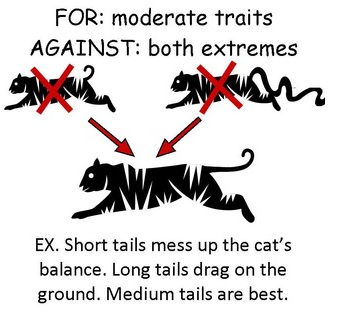 FOR: moderate traits
AGAINST: both extremes
EX. Short tails mess up the cat's
balance. Long tails drag on the
ground. Medium tails are best.